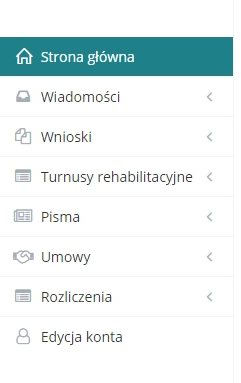 Strona główna
Wiadomości
Wnioski
Turnusy rehabilitacyjne
Pisma
Umowy
Rozliczenia
Edycja konta